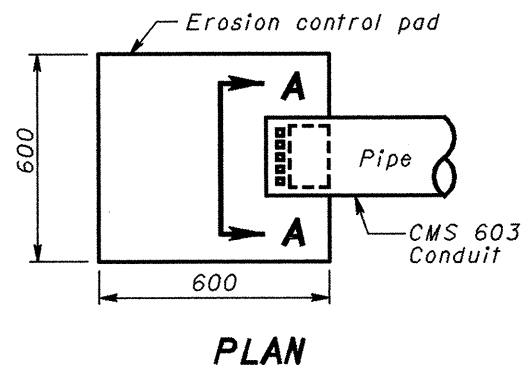 Erosion control pad
A
600
Pipe
A
CMS 603
Conduit
600
PLAN